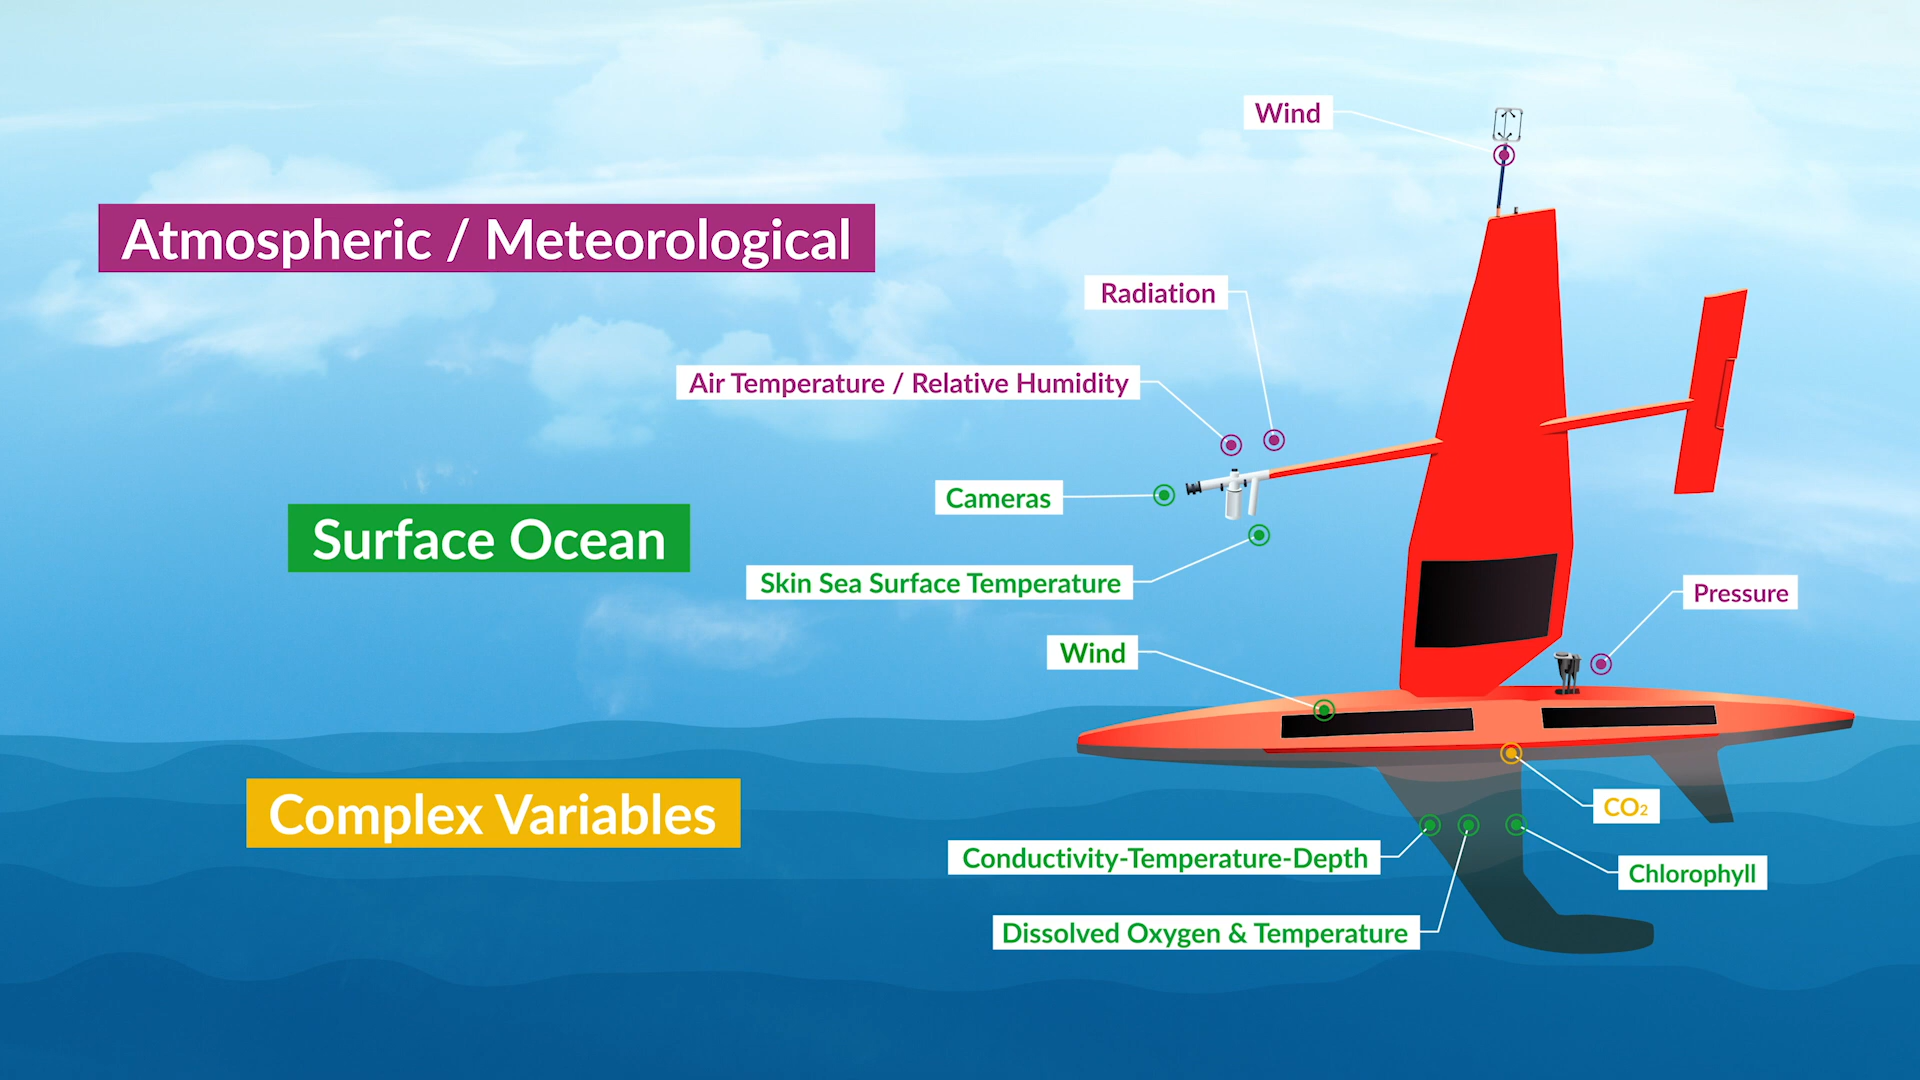 Wind
Atmospheric / Meteorological
Radiation
Air Temperature / Relative Humidity
Cameras
Surface Ocean
Skin Sea Surface Temperature
Pressure
Wind
Complex Variables
CO₂
Conductivity-Temperature-Depth
Chlorophyll
Dissolved Oxygen & Temperature